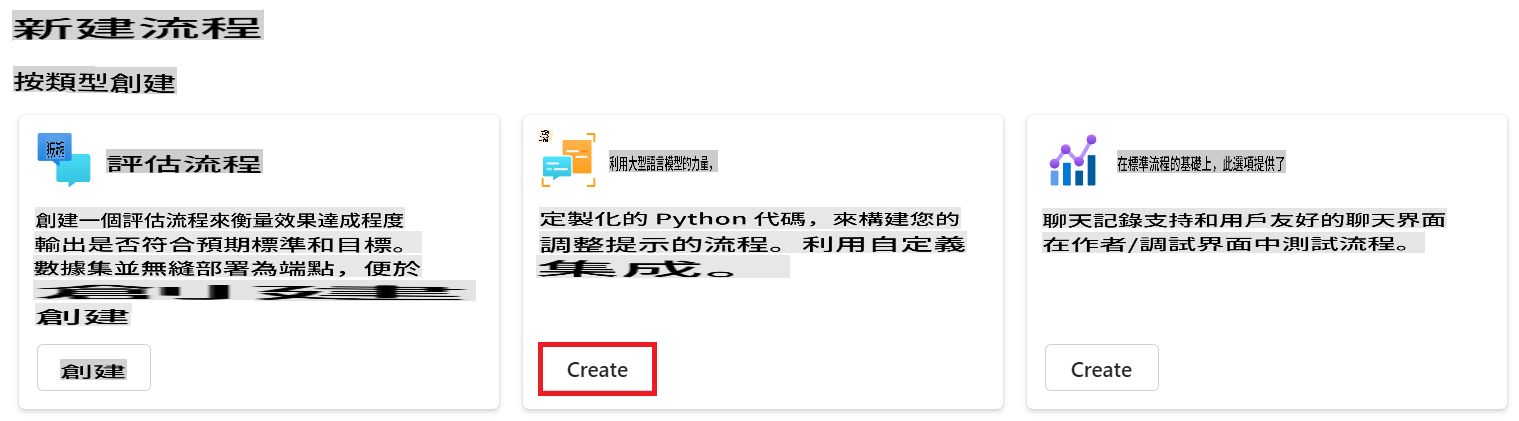 新建流程
按類型創建
評估流程
創建一個評估流程來衡量效果達成程度
輸出是否符合預期標準和目標。
數據集並無縫部署為端點，便於
創建
創建
創建
利用大型語言模型的力量，
定製化的 Python 代碼，來構建您的
調整提示的流程。利用自定義
集成。
Create
在標準流程的基礎上，此選項提供了
聊天記錄支持和用戶友好的聊天界面
在作者/調試界面中測試流程。
Create